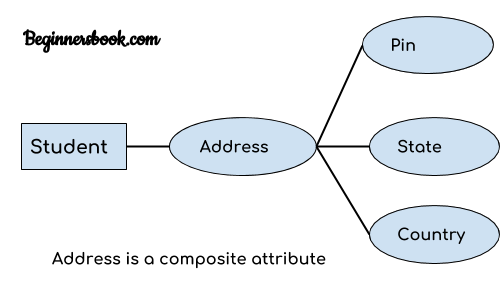 Beginnersbook.com
Pin
Student
Address
State
Country
Address is a composite attribute